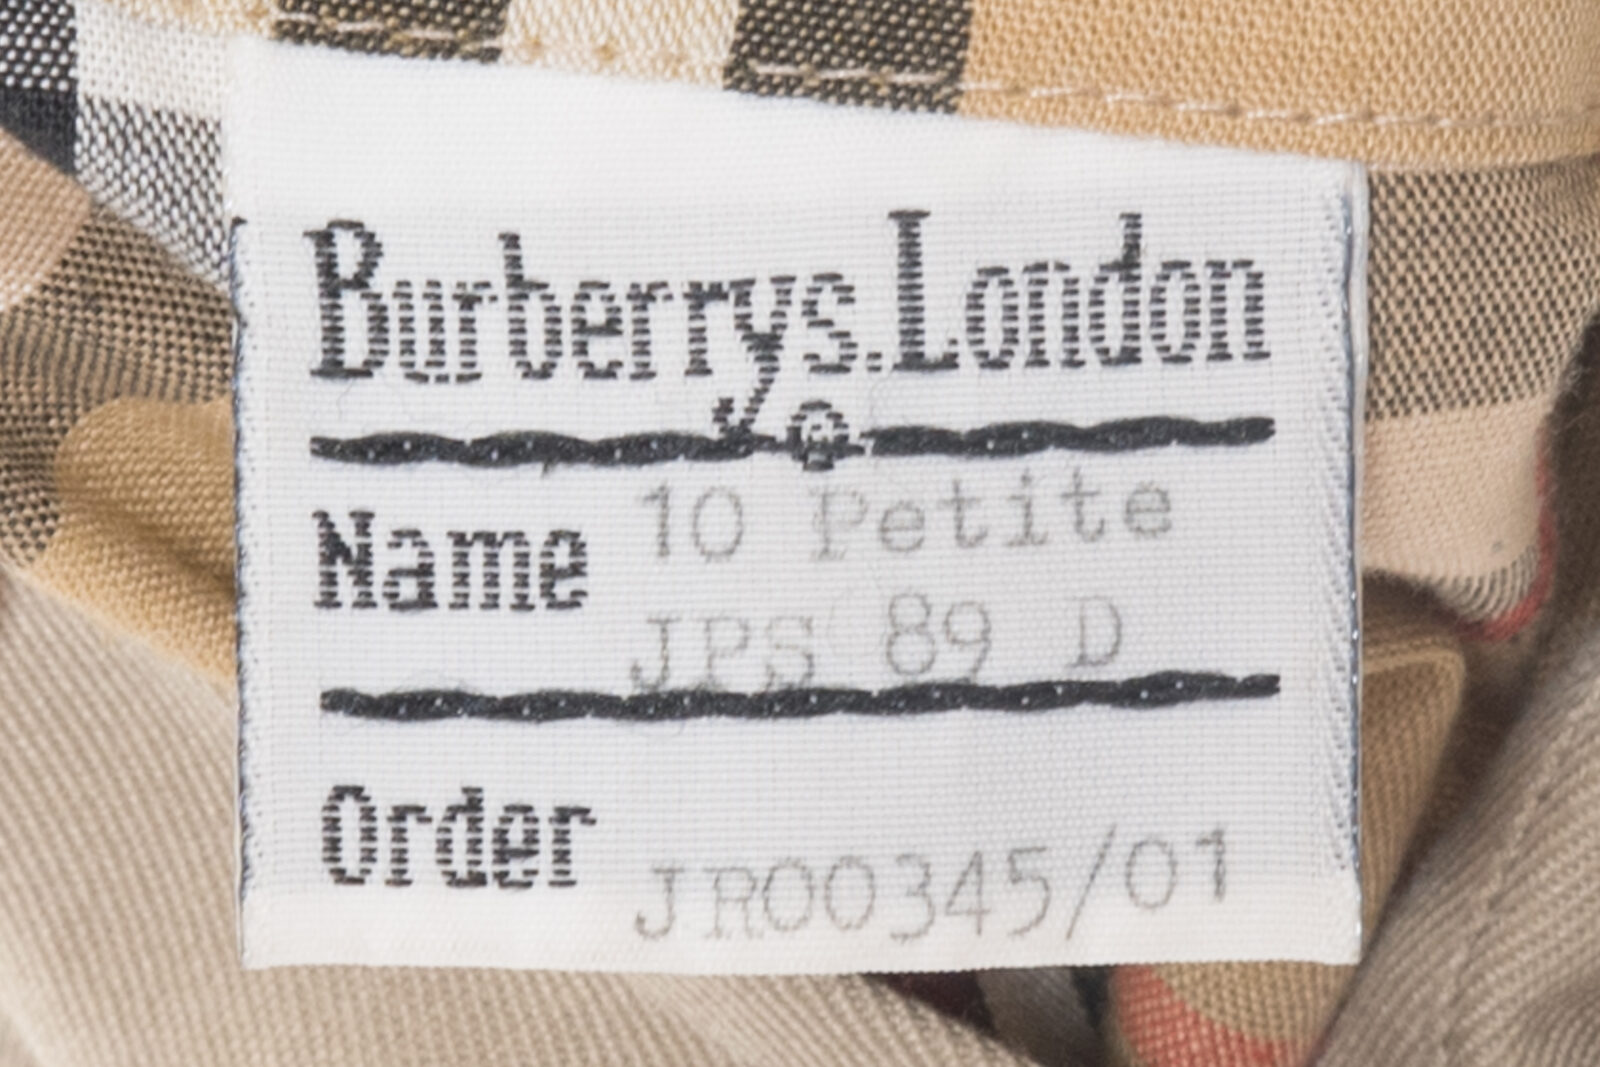 Burberrys.London
Name 10 Petite
JPS 89 D
Order JR00345/01